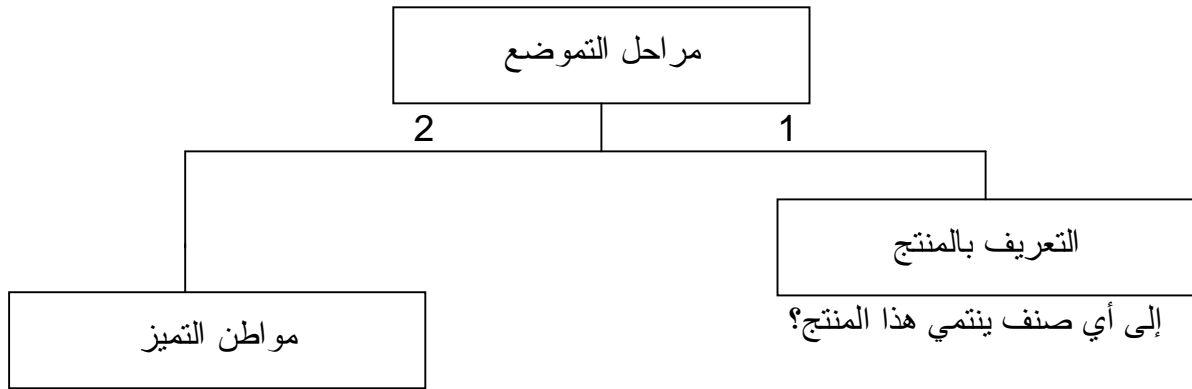 مراحل التموضع
1
2
التعريف بالمنتج
إلى أي صنف ينتمي هذا المنتج؟
مواطن التميز